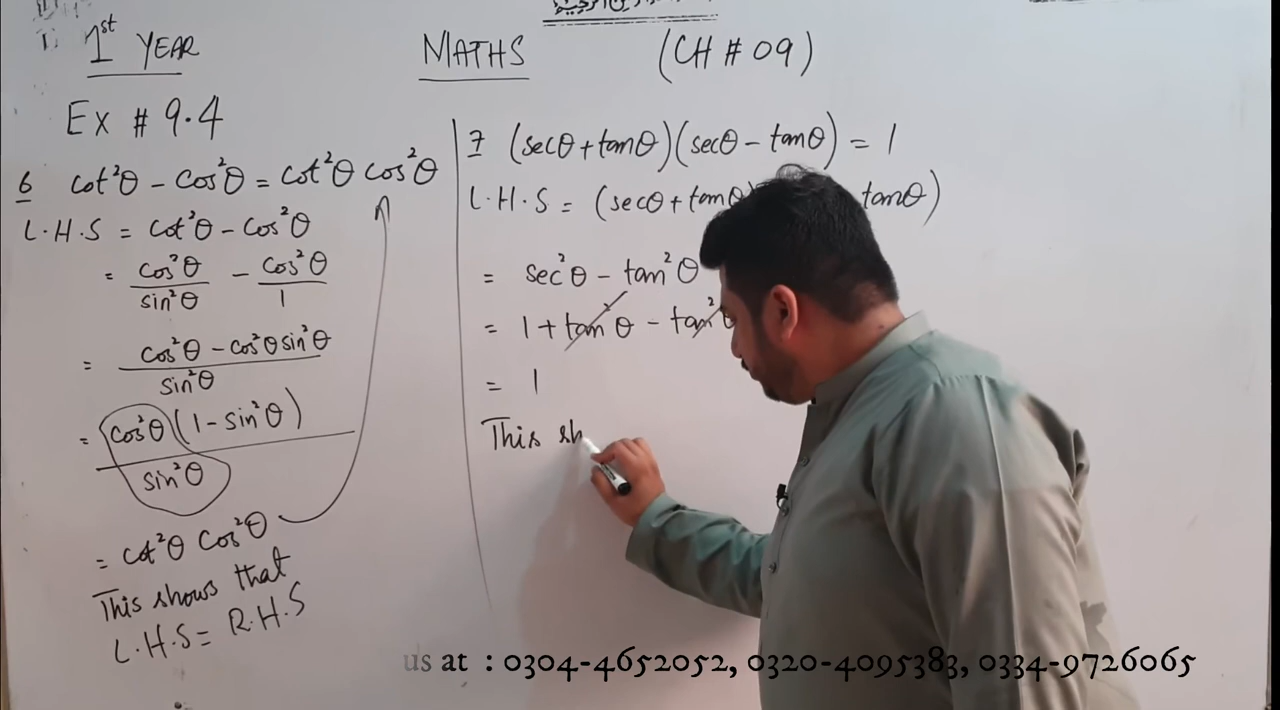 1st YEAR MATHS (CH # 09)
Ex # 9.4
6 cot²θ - cos²θ = cot²θ cos²θ
L.H.S = cot²θ - cos²θ
= cos²θ/sin²θ - cos²θ/1
= cos²θ - cos²θ sin²θ / sin²θ
= cos²θ (1 - sin²θ) / sin²θ
= cot²θ cos²θ
This shows that
L.H.S = R.H.S
7 (secθ + tanθ)(secθ - tanθ) = 1
L.H.S = (secθ + tanθ) tanθ)
= sec²θ - tan²θ
= 1 + tan²θ - tan²θ
= 1
This sh
us at : 0304-4652052, 0320-4095383, 0334-9726065